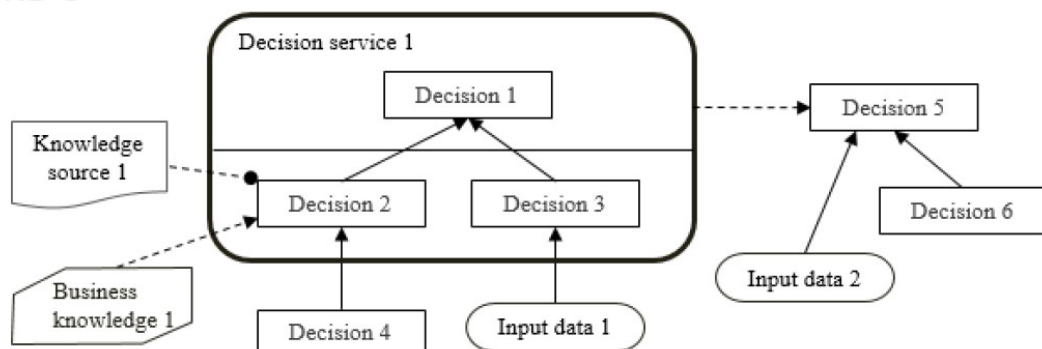 Decision service 1
Decision 1
Decision 5
Knowledge
source 1
Decision 2
Decision 3
Decision 6
Business
knowledge 1
Input data 2
Decision 4
Input data 1